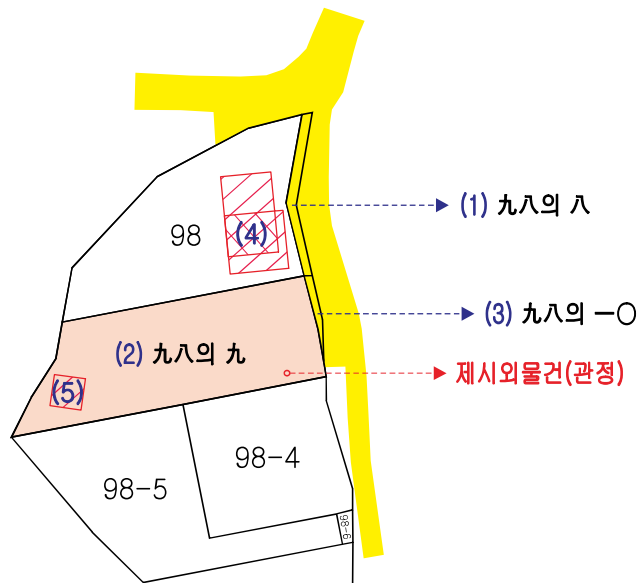 (1) 九八의 八
98
(4)
(3) 九八의 一〇
(2) 九八의 九
제시외물건(관정)
(5)
98-4
98-5
98-6